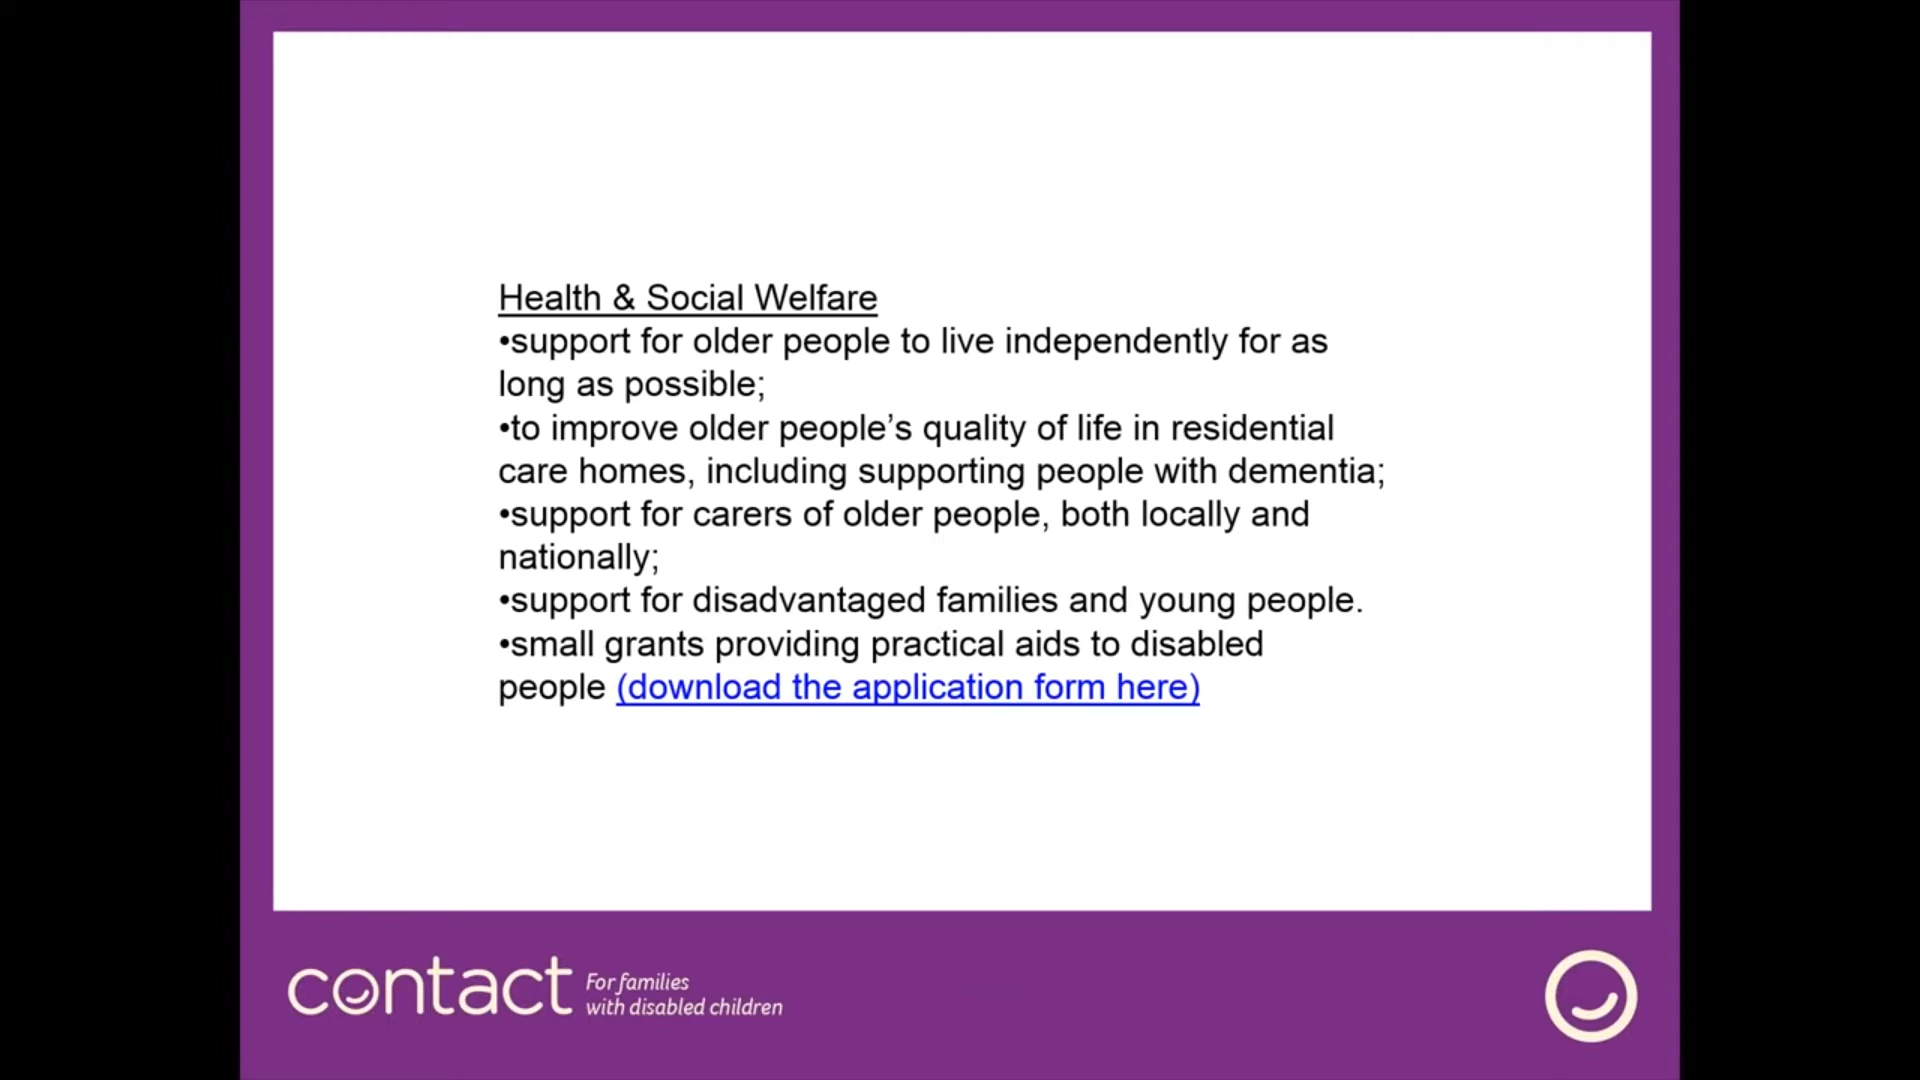 Health & Social Welfare
•support for older people to live independently for as
long as possible;
•to improve older people’s quality of life in residential
care homes, including supporting people with dementia;
•support for carers of older people, both locally and
nationally;
•support for disadvantaged families and young people.
•small grants providing practical aids to disabled
people (download the application form here)
contact
For families
with disabled children